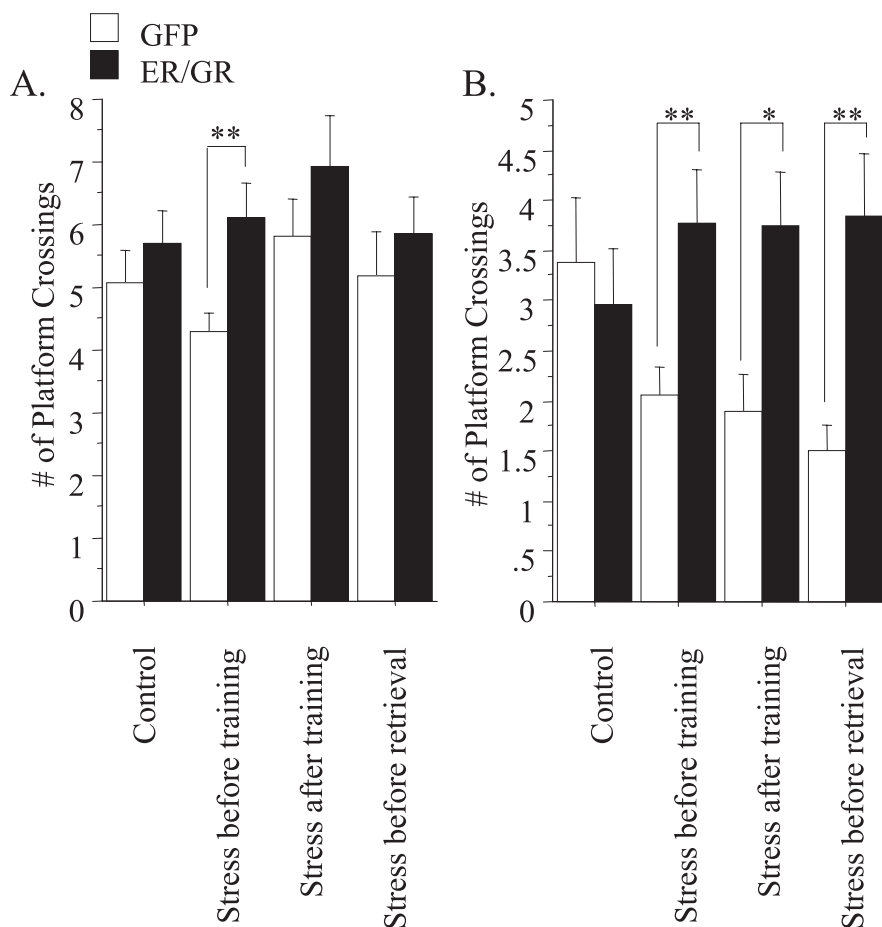 GFP
ER/GR
A.
8
7
6
5
4
3
2
1
0
# of Platform Crossings
**
Control
Stress before training
Stress after training
Stress before retrieval
B.
5
4.5
4
3.5
3
2.5
2
1.5
1
.5
0
# of Platform Crossings
**
*
**
Control
Stress before training
Stress after training
Stress before retrieval